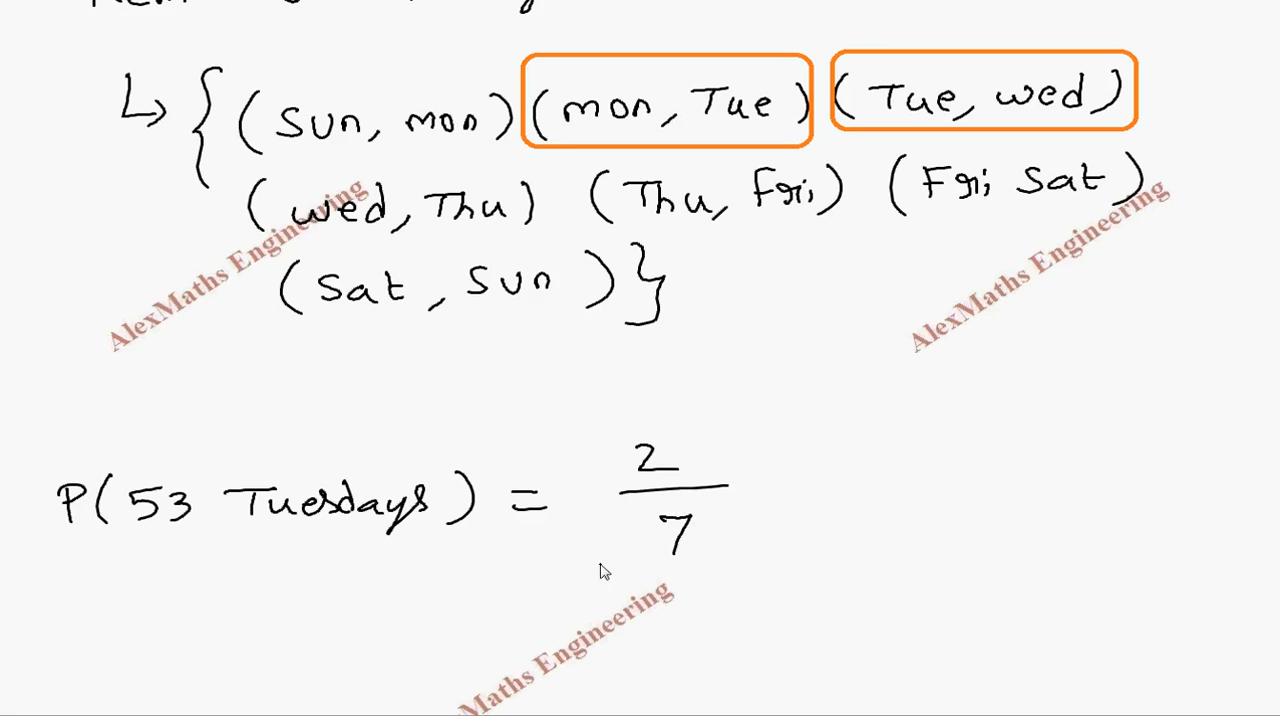 ↳ { (Sun, mon) (mon, Tue) (Tue, wed)
(wed, Thu) (Thu, Fri,) (Fri, Sat)
(Sat, Sun) }
P(53 Tuesdays) = 2/7
AlexMaths Engineering
AlexMaths Engineering
Maths Engineering